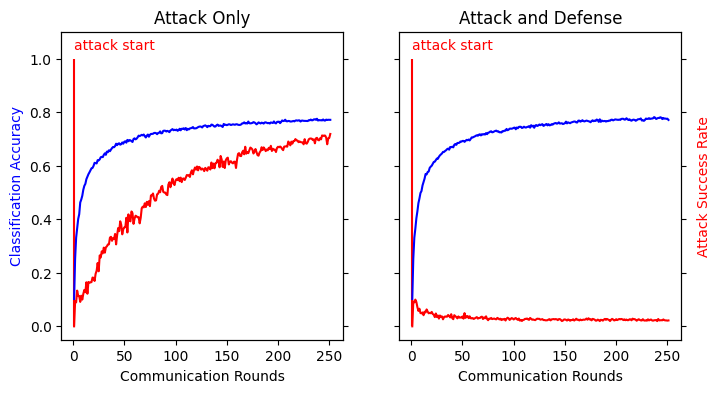 Attack Only
attack start
1.0
0.8
0.6
0.4
0.2
0.0
Classification Accuracy
0 50 100 150 200 250
Communication Rounds
Attack and Defense
attack start
Attack Success Rate
0 50 100 150 200 250
Communication Rounds